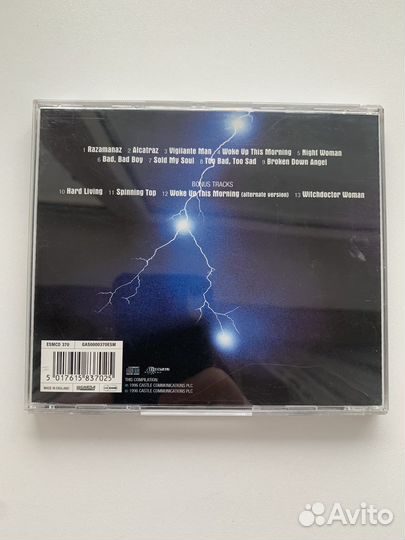 1 Razamanaz 2 Alcatraz 3 Vigilante Man 4 Woke Up This Morning 5 Night Woman
6 Bad, Bad Boy 7 Sold My Soul 8 Too Bad, Too Sad 9 Broken Down Angel
BONUS TRACKS
10 Hard Living 11 Spinning Top 12 Woke Up This Morning (alternate version) 13 Witchdoctor Woman
ESMCD 370 GAS0000370ESM
5 017615 837025
MADE IN ENGLAND
THIS COMPILATION
℗ 1996 CASTLE COMMUNICATIONS PLC
© 1996 CASTLE COMMUNICATIONS PLC
Avito